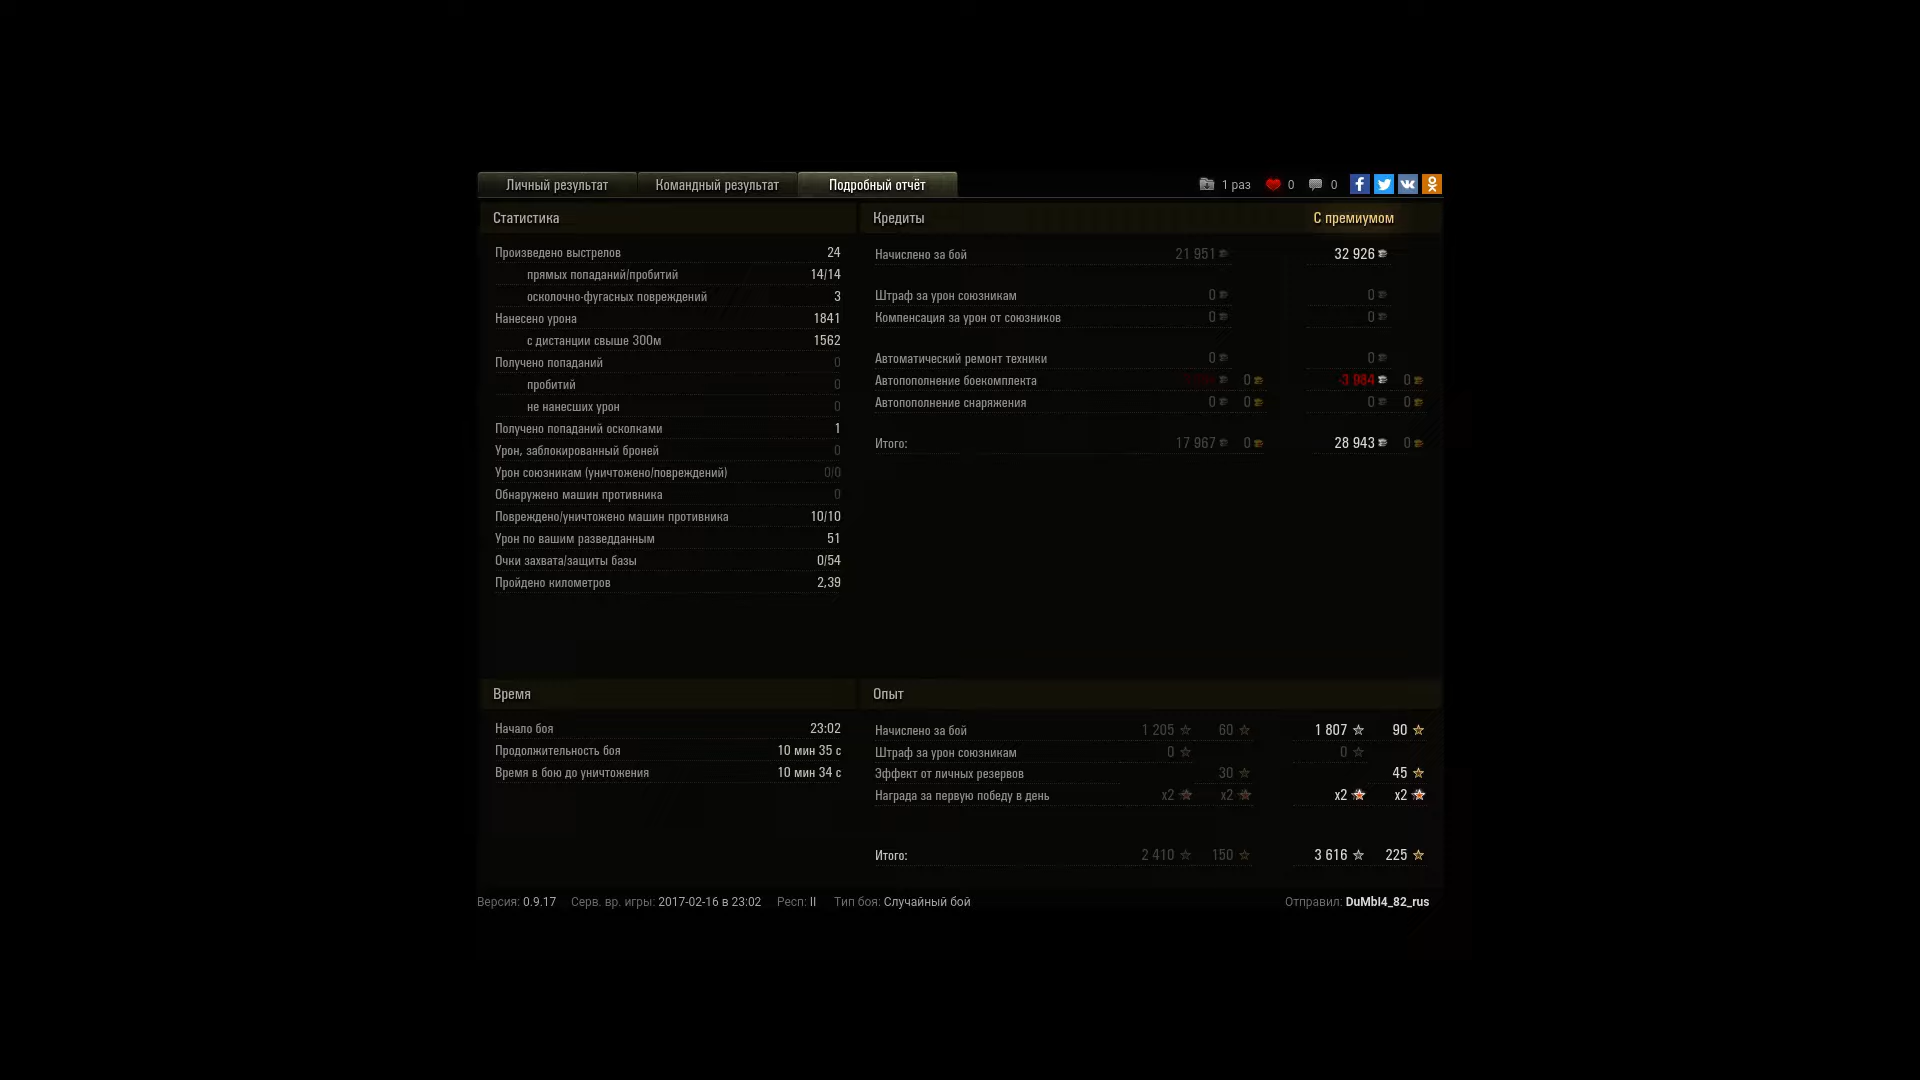 Личный результат Командный результат Подробный отчёт 1 раз 0 0
Статистика
Произведено выстрелов 24
прямых попаданий/пробитий 14/14
осколочно-фугасных повреждений 3
Нанесено урона 1841
с дистанции свыше 300м 1562
Получено попаданий 0
пробитий 0
не нанесших урон 0
Получено попаданий осколками 1
Урон, заблокированный броней 0
Урон союзникам (уничтожено/повреждений) 0/0
Обнаружено машин противника 0
Повреждено/уничтожено машин противника 10/10
Урон по вашим разведданным 51
Очки захвата/защиты базы 0/54
Пройдено километров 2,39
Кредиты С премиумом
Начислено за бой 21 951 32 926
Штраф за урон союзникам 0 0
Компенсация за урон от союзников 0 0
Автоматический ремонт техники 0 0
Автопополнение боекомплекта 0 -3 984 0
Автопополнение снаряжения 0 0 0 0
Итого: 17 967 0 28 943 0
Время
Начало боя 23:02
Продолжительность боя 10 мин 35 с
Время в бою до уничтожения 10 мин 34 с
Опыт
Начислено за бой 1 205 60 1 807 90
Штраф за урон союзникам 0 0
Эффект от личных резервов 30 45
Награда за первую победу в день x2 x2 x2 x2
Итого: 2 410 150 3 616 225
Версия: 0.9.17 Серв. вр. игры: 2017-02-16 в 23:02 Респ: II Тип боя: Случайный бой Отправил: DuMbI4_82_rus